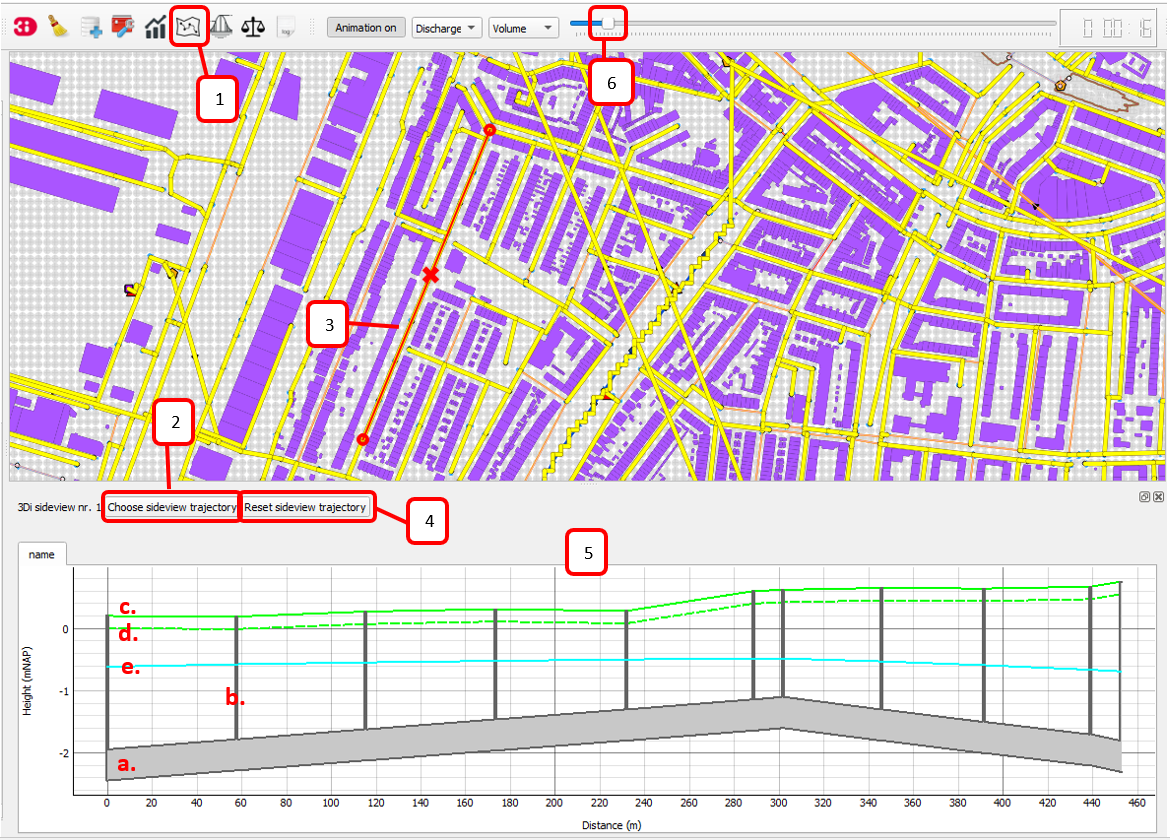 3i Animation on Discharge Volume 0 00:16
1
6
3
2
3Di sideview nr. 1 Choose sideview trajectory Reset sideview trajectory
4
name
5
c.
0
d.
e.
b.
-1
Height (mNAP)
-2
a.
0 20 40 60 80 100 120 140 160 180 200 220 240 260 280 300 320 340 360 380 400 420 440 460
Distance (m)